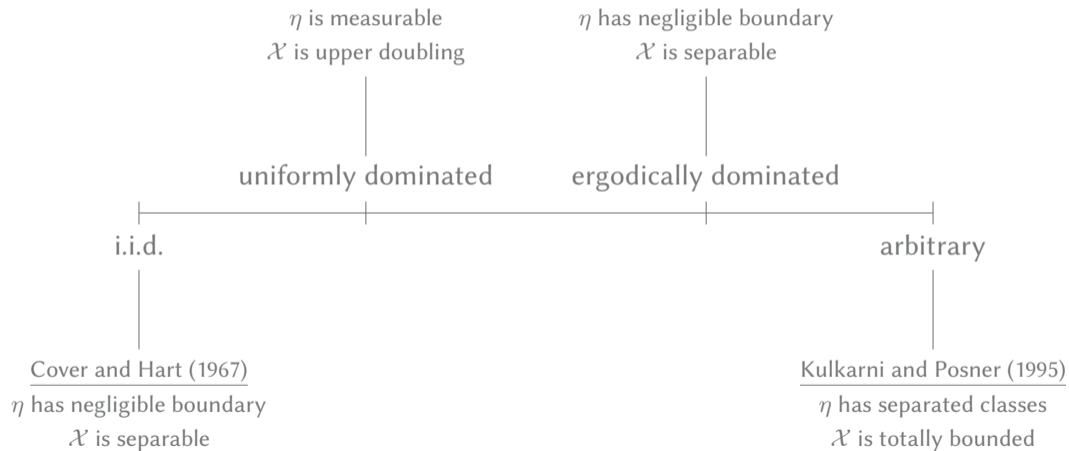 η is measurable
𝒳 is upper doubling
η has negligible boundary
𝒳 is separable
uniformly dominated
ergodically dominated
i.i.d.
arbitrary
Cover and Hart (1967)
η has negligible boundary
𝒳 is separable
Kulkarni and Posner (1995)
η has separated classes
𝒳 is totally bounded